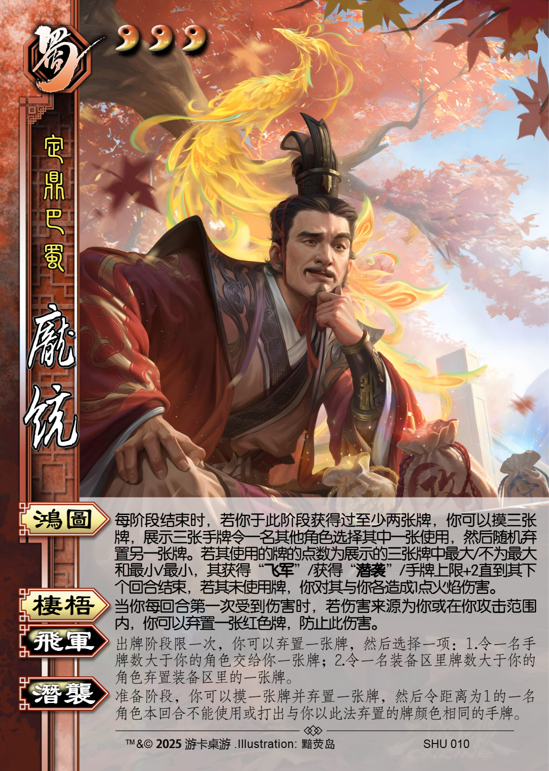 蜀
定鼎巴蜀
龐统
鴻圖
每阶段结束时，若你于此阶段获得过至少两张牌，你可以摸三张
牌，展示三张手牌令一名其他角色选择其中一张使用，然后随机弃
置另一张牌。若其使用的牌的点数为展示的三张牌中最大/不为最大
和最小/最小，其获得“飞军”/获得“潜袭”/手牌上限+2直到其下
个回合结束，若其未使用牌，你对其与你各造成1点火焰伤害。
棲梧
当你每回合第一次受到伤害时，若伤害来源为你或在你攻击范围
内，你可以弃置一张红色牌，防止此伤害。
飛軍
出牌阶段限一次，你可以弃置一张牌，然后选择一项：1.令一名手
牌数大于你的角色交给你一张牌；2.令一名装备区里牌数大于你的
角色弃置装备区里的一张牌。
潛襲
准备阶段，你可以摸一张牌并弃置一张牌，然后令距离为1的一名
角色本回合不能使用或打出与你以此法弃置的牌颜色相同的手牌。
™&© 2025 游卡桌游 .Illustration: 黯荧岛
SHU 010